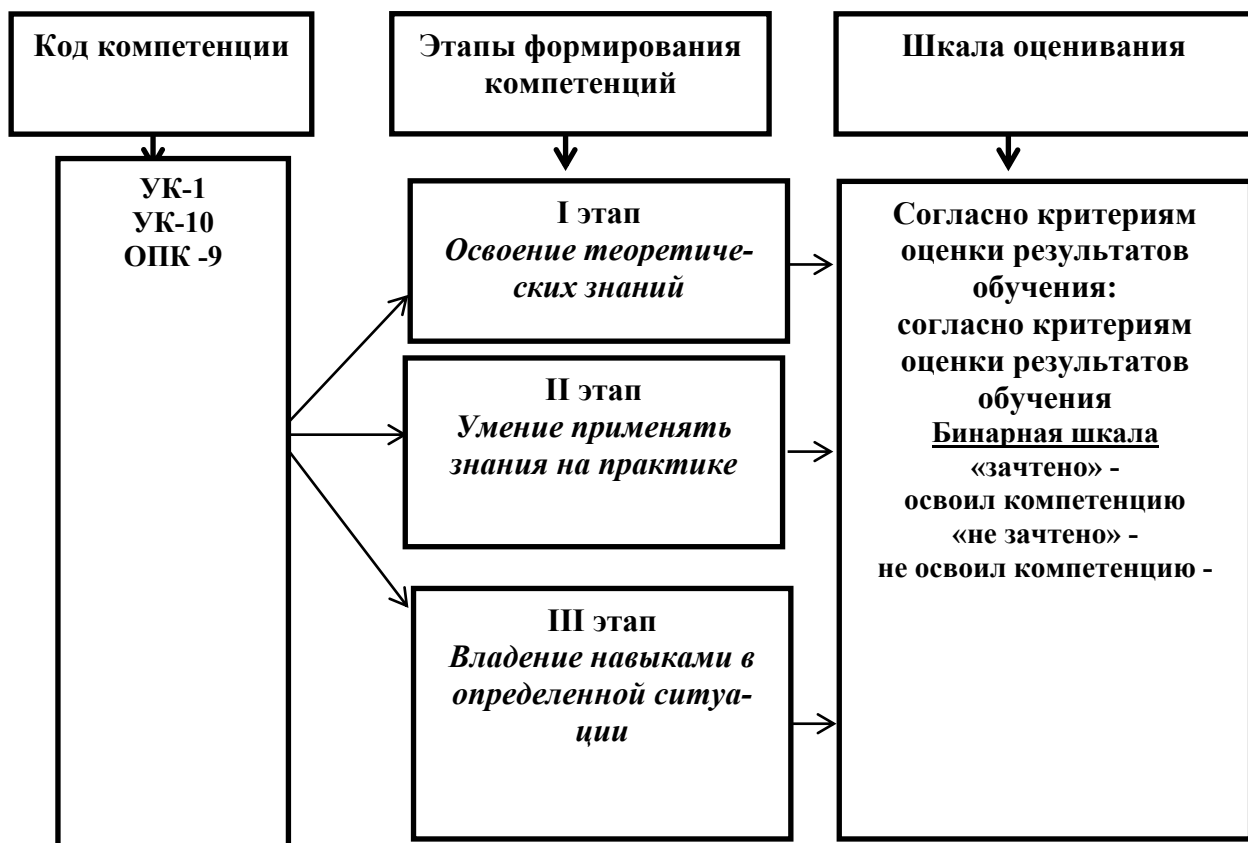 Код компетенции
Этапы формирования
компетенций
Шкала оценивания
УК-1
УК-10
ОПК -9
I этап
Освоение теоретиче-
ских знаний
II этап
Умение применять
знания на практике
III этап
Владение навыками в
определенной ситуа-
ции
Согласно критериям
оценки результатов
обучения:
согласно критериям
оценки результатов
обучения
Бинарная шкала
«зачтено» -
освоил компетенцию
«не зачтено» -
не освоил компетенцию -